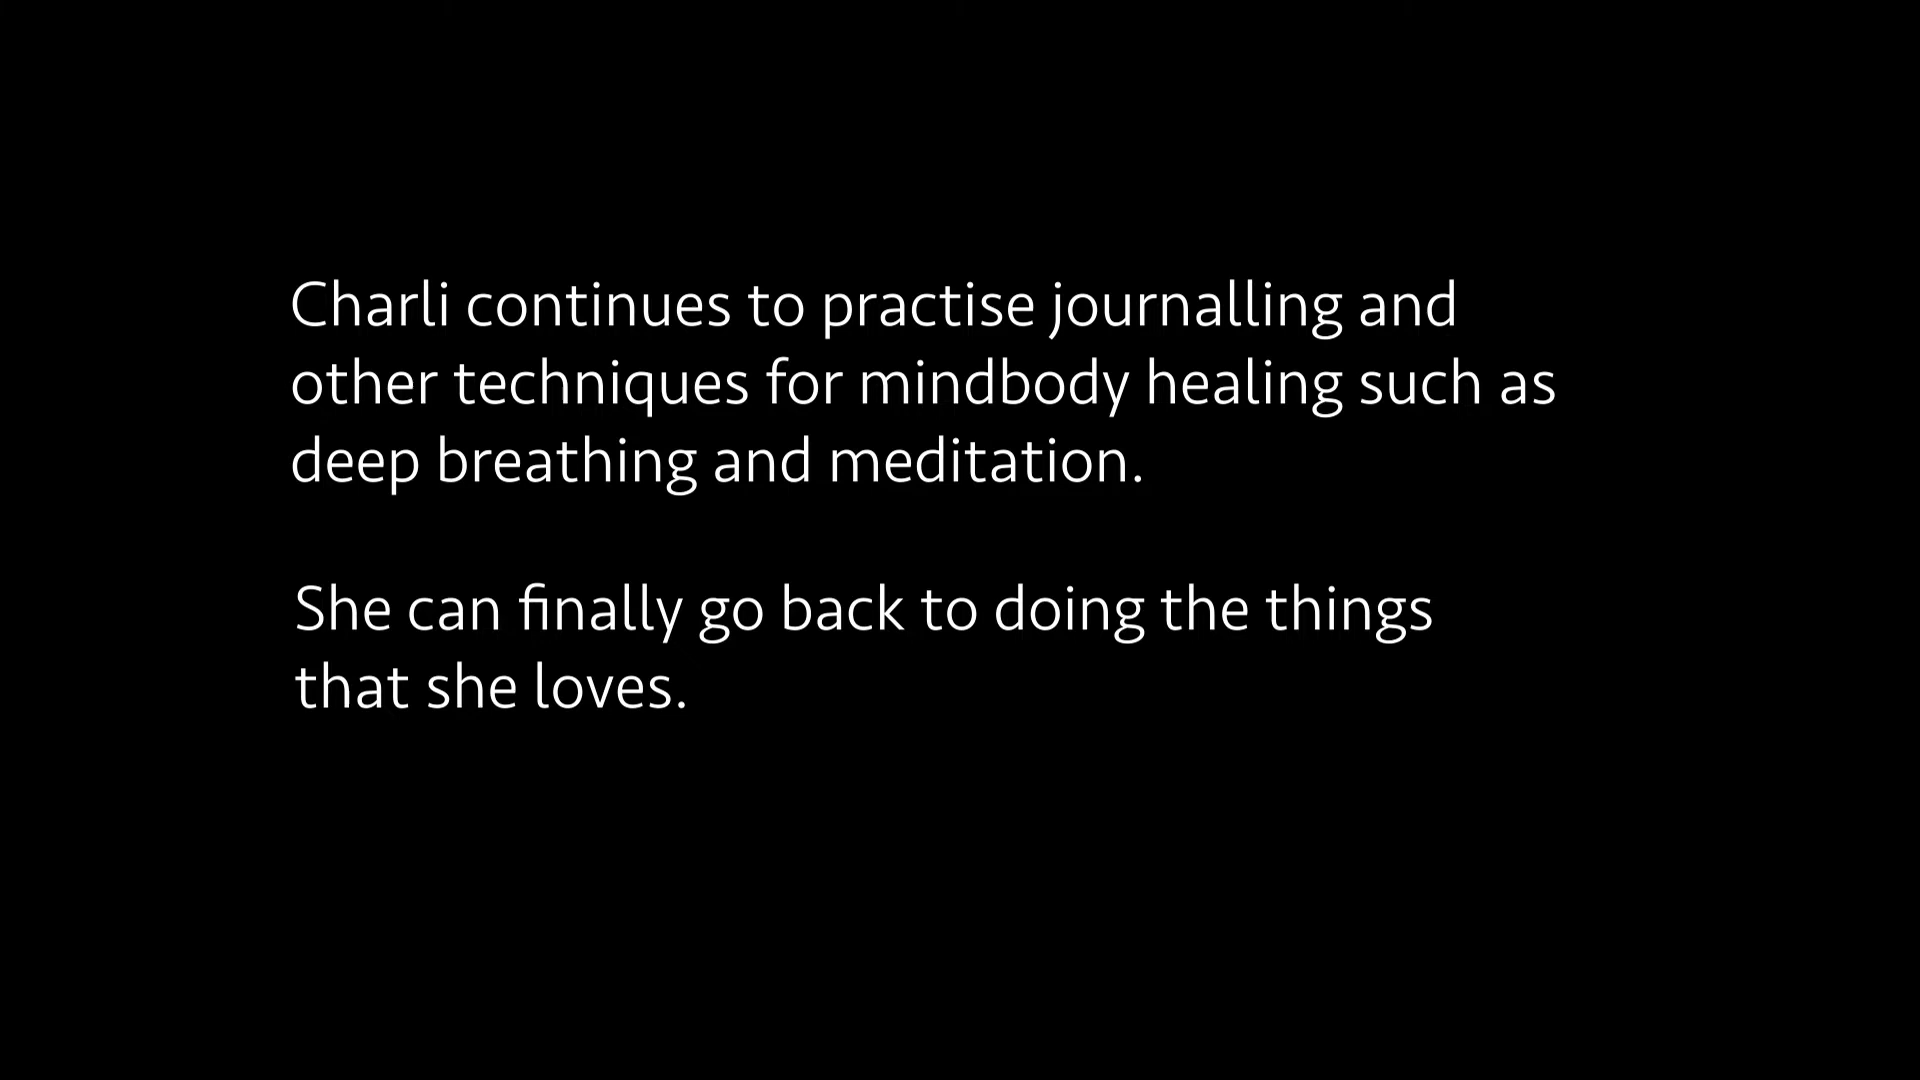 Charli continues to practise journalling and
other techniques for mindbody healing such as
deep breathing and meditation.
She can finally go back to doing the things
that she loves.